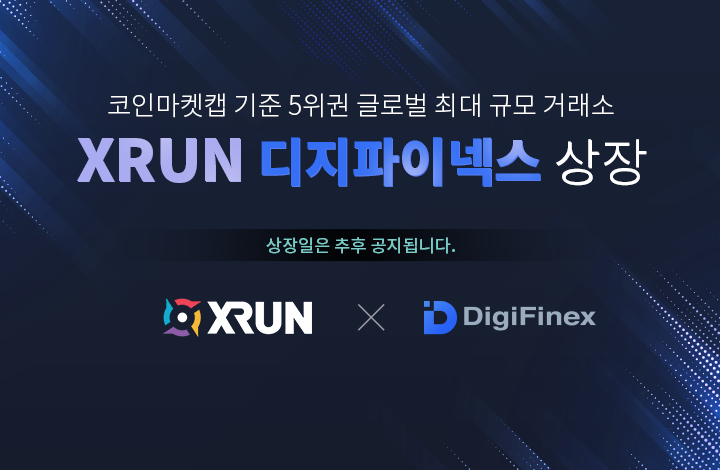 코인마켓캡 기준 5위권 글로벌 최대 규모 거래소
XRUN 디지파이넥스 상장
상장일은 추후 공지됩니다.
XRUN DigiFinex